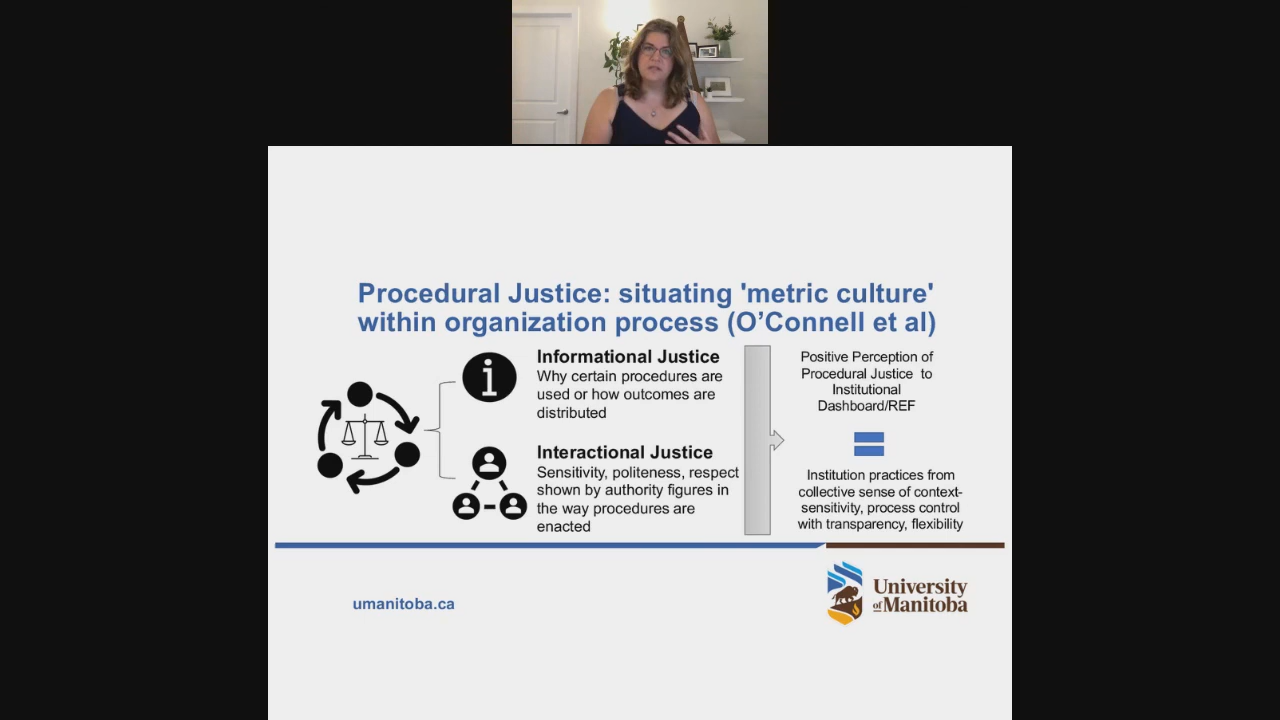 Procedural Justice: situating 'metric culture'
within organization process (O’Connell et al)
Informational Justice
Why certain procedures are
used or how outcomes are
distributed
Interactional Justice
Sensitivity, politeness, respect
shown by authority figures in
the way procedures are
enacted
Positive Perception of
Procedural Justice to
Institutional
Dashboard/REF
Institution practices from
collective sense of context-
sensitivity, process control
with transparency, flexibility
umanitoba.ca
University
of Manitoba